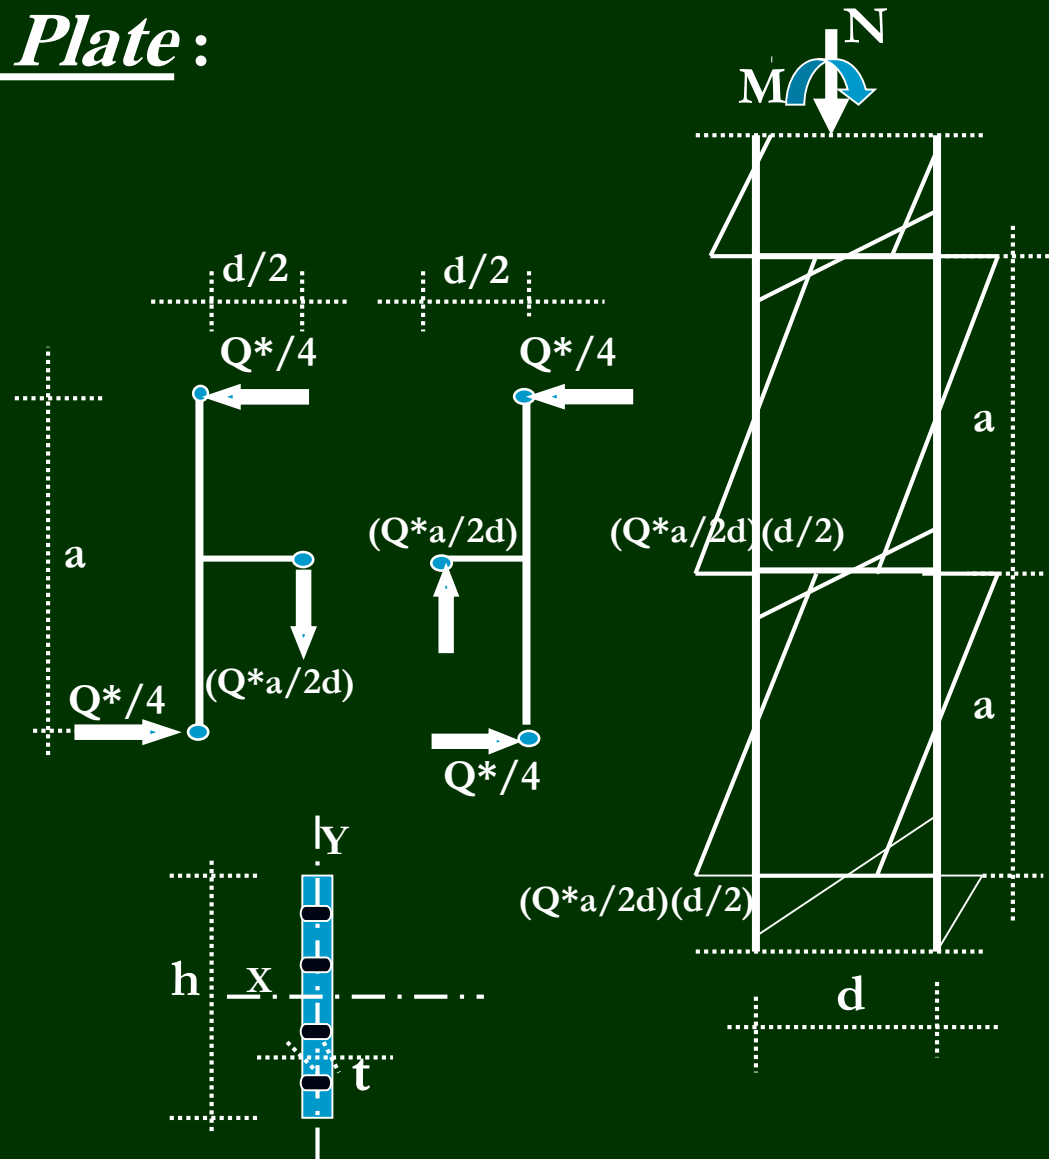 Plate :
N
M
d/2
d/2
Q*/4
Q*/4
a
a
(Q*a/2d)
(Q*a/2d)(d/2)
(Q*a/2d)
Q*/4
a
Q*/4
Y
(Q*a/2d)(d/2)
h
X
d
t